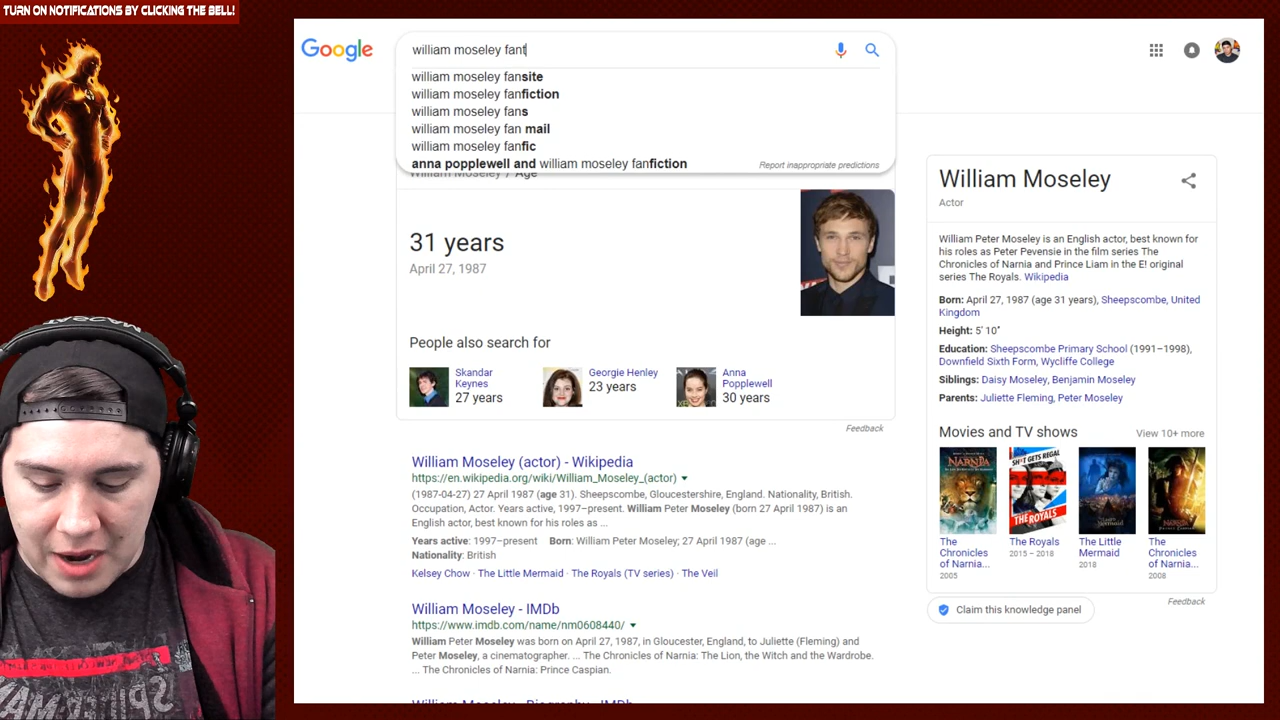 TURN ON NOTIFICATIONS BY CLICKING THE BELL!
Google
william moseley fant
william moseley fansite
william moseley fanfiction
william moseley fans
william moseley fan mail
william moseley fanfic
anna popplewell and william moseley fanfiction
Report inappropriate predictions
William Moseley / Age
31 years
April 27, 1987
People also search for
Skandar
Keynes
27 years
Georgie Henley
23 years
Anna
Popplewell
30 years
Feedback
William Moseley (actor) - Wikipedia
https://en.wikipedia.org/wiki/William_Moseley_(actor)
(1987-04-27) 27 April 1987 (age 31). Sheepscombe, Gloucestershire, England. Nationality, British.
Occupation, Actor. Years active, 1997–present. William Peter Moseley (born 27 April 1987) is an
English actor, best known for his roles as ...
Years active: 1997–present Born: William Peter Moseley; 27 April 1987 (age ...
Nationality: British
Kelsey Chow · The Little Mermaid · The Royals (TV series) · The Veil
William Moseley - IMDb
https://www.imdb.com/name/nm0608440/
William Peter Moseley was born on April 27, 1987, in Gloucester, England, to Juliette (Fleming) and
Peter Moseley, a cinematographer. ... The Chronicles of Narnia: The Lion, the Witch and the Wardrobe.
... The Chronicles of Narnia: Prince Caspian.
William Moseley - Biography - IMDb
William Moseley
Actor
William Peter Moseley is an English actor, best known for
his roles as Peter Pevensie in the film series The
Chronicles of Narnia and Prince Liam in the E! original
series The Royals. Wikipedia
Born: April 27, 1987 (age 31 years), Sheepscombe, United
Kingdom
Height: 5′ 10″
Education: Sheepscombe Primary School (1991–1998),
Downfield Sixth Form, Wycliffe College
Siblings: Daisy Moseley, Benjamin Moseley
Parents: Juliette Fleming, Peter Moseley
Movies and TV shows
View 10+ more
NARNIA
SH*T GETS REGAL
THE ROYALS
The
Chronicles
of Narnia...
2005
The Royals
2015 – 2018
The Little
Mermaid
2018
The
Chronicles
of Narnia...
2008
Feedback
Claim this knowledge panel